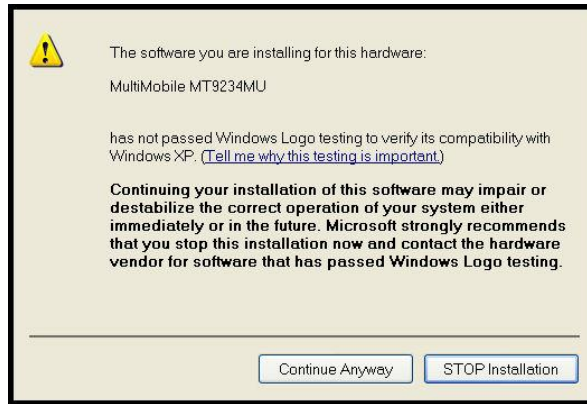 The software you are installing for this hardware:
MultiMobile MT9234MU
has not passed Windows Logo testing to verify its compatibility with
Windows XP. (Tell me why this testing is important.)
Continuing your installation of this software may impair or
destabilize the correct operation of your system either
immediately or in the future. Microsoft strongly recommends
that you stop this installation now and contact the hardware
vendor for software that has passed Windows Logo testing.
Continue Anyway
STOP Installation